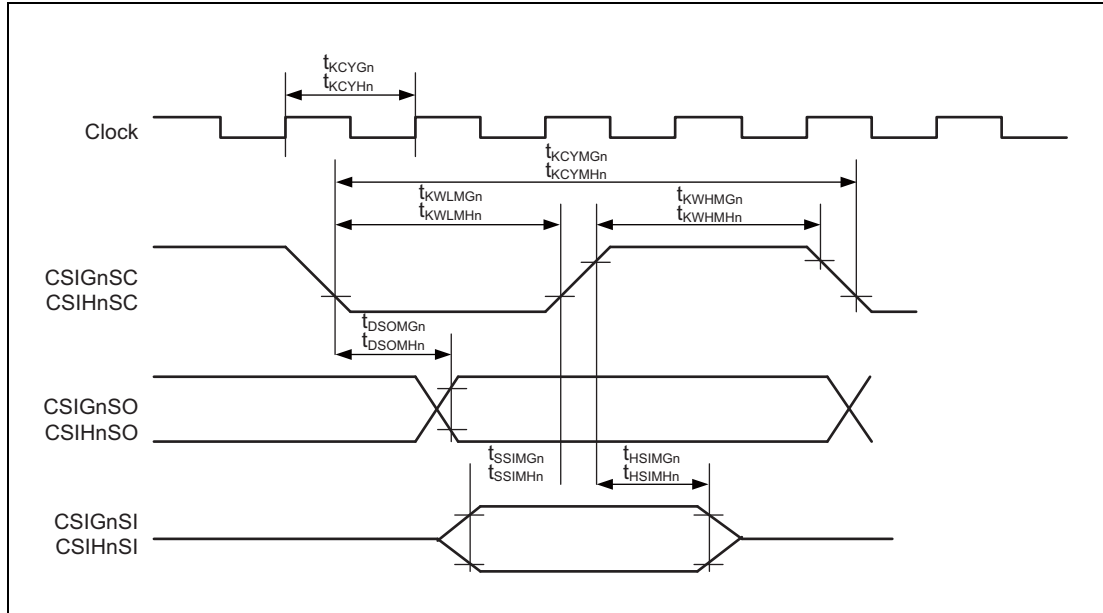 tKCYGn
tKCYHn
Clock
tKCYMGn
tKCYMHn
tKWLMGn
tKWLMHn
tKWHMGn
tKWHMHn
CSIGnSC
CSIHnSC
tDSOMGn
tDSOMHn
CSIGnSO
CSIHnSO
tSSIMGn
tSSIMHn
tHSIMGn
tHSIMHn
CSIGnSI
CSIHnSI